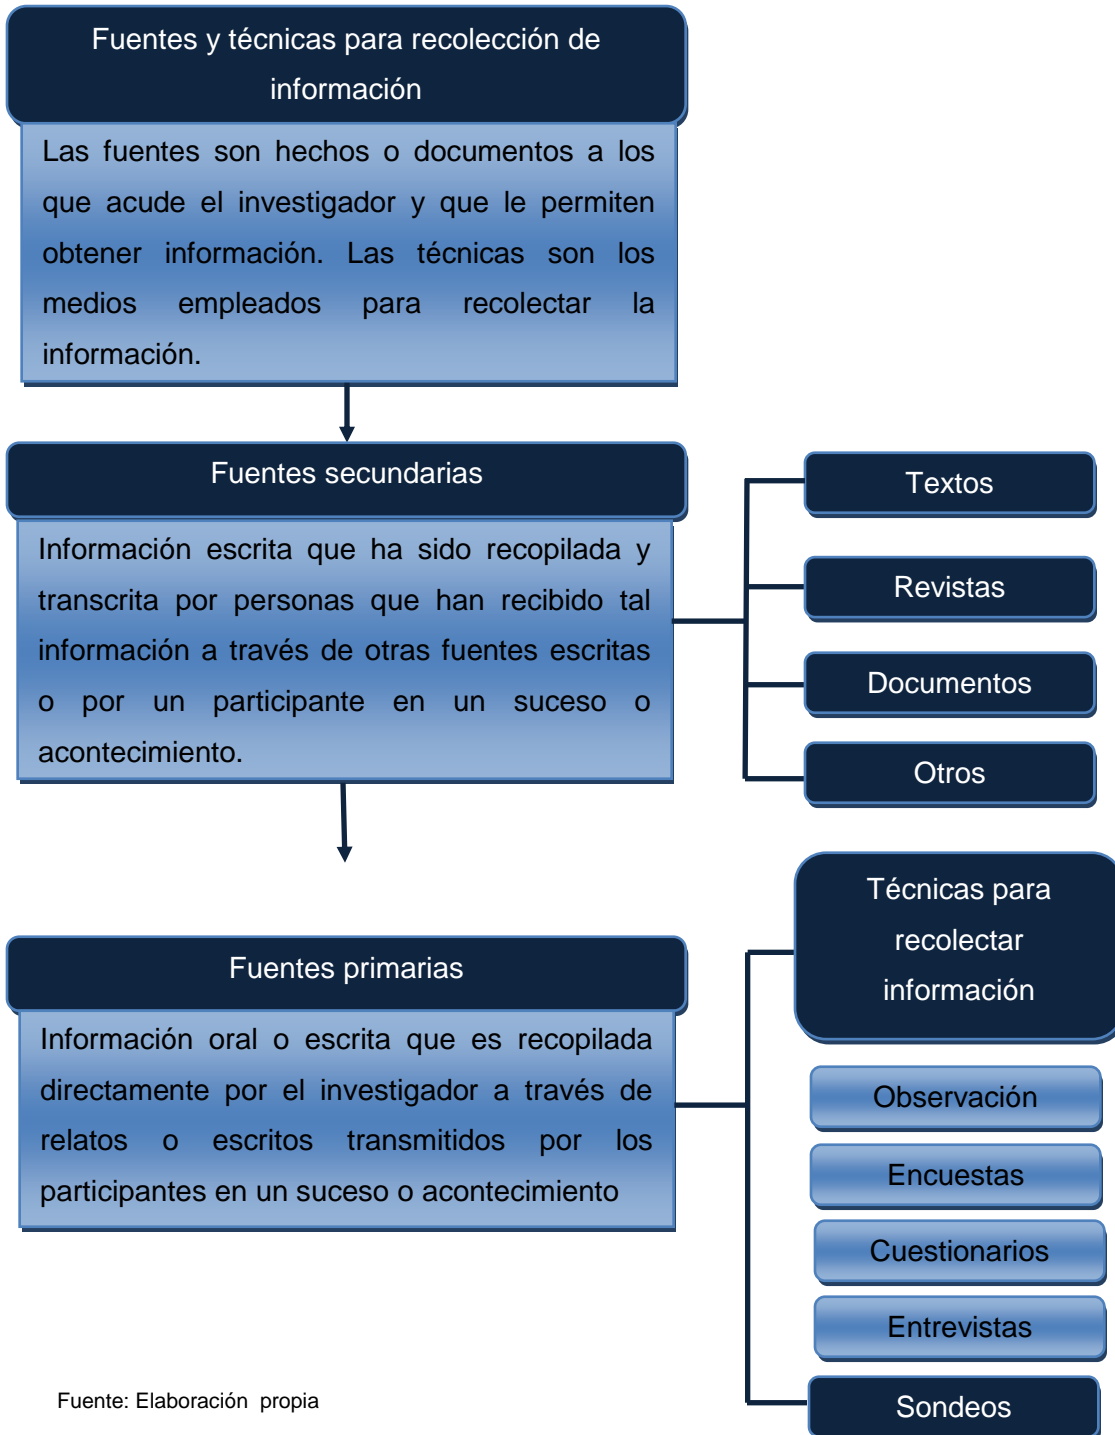 Fuentes y técnicas para recolección de
información
Las fuentes son hechos o documentos a los
que acude el investigador y que le permiten
obtener información. Las técnicas son los
medios empleados para recolectar la
información.
Fuentes secundarias
Información escrita que ha sido recopilada y
transcrita por personas que han recibido tal
información a través de otras fuentes escritas
o por un participante en un suceso o
acontecimiento.
Textos
Revistas
Documentos
Otros
Fuentes primarias
Información oral o escrita que es recopilada
directamente por el investigador a través de
relatos o escritos transmitidos por los
participantes en un suceso o acontecimiento
Técnicas para
recolectar
información
Observación
Encuestas
Cuestionarios
Entrevistas
Sondeos
Fuente: Elaboración propia